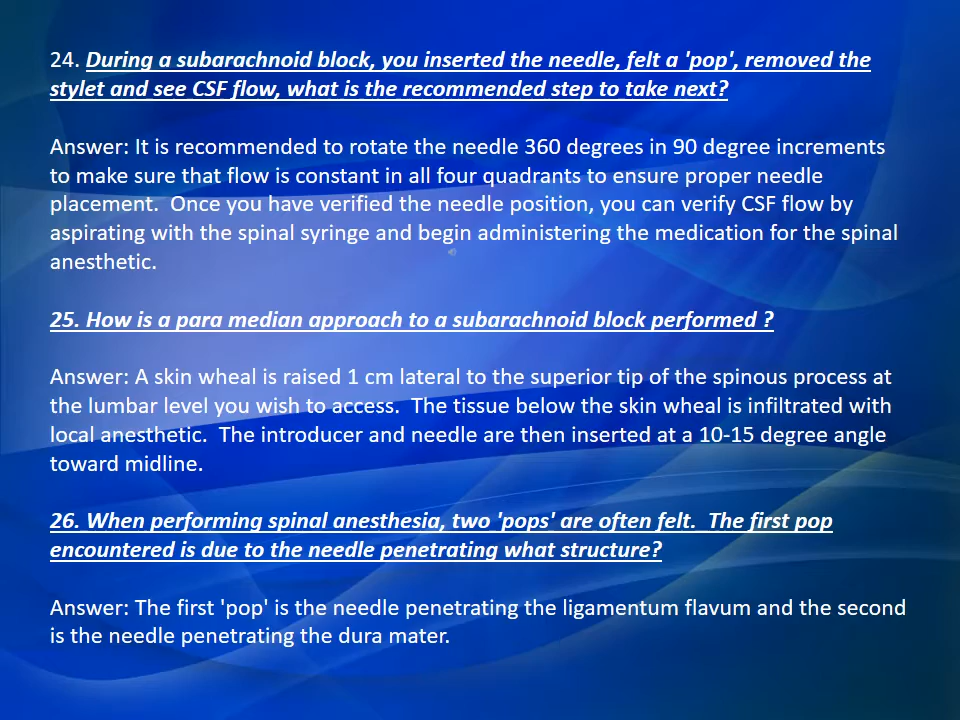 24. During a subarachnoid block, you inserted the needle, felt a 'pop', removed the
stylet and see CSF flow, what is the recommended step to take next?
Answer: It is recommended to rotate the needle 360 degrees in 90 degree increments
to make sure that flow is constant in all four quadrants to ensure proper needle
placement.  Once you have verified the needle position, you can verify CSF flow by
aspirating with the spinal syringe and begin administering the medication for the spinal
anesthetic.
25. How is a para median approach to a subarachnoid block performed ?
Answer: A skin wheal is raised 1 cm lateral to the superior tip of the spinous process at
the lumbar level you wish to access.  The tissue below the skin wheal is infiltrated with
local anesthetic.  The introducer and needle are then inserted at a 10-15 degree angle
toward midline.
26. When performing spinal anesthesia, two 'pops' are often felt.  The first pop
encountered is due to the needle penetrating what structure?
Answer: The first 'pop' is the needle penetrating the ligamentum flavum and the second
is the needle penetrating the dura mater.